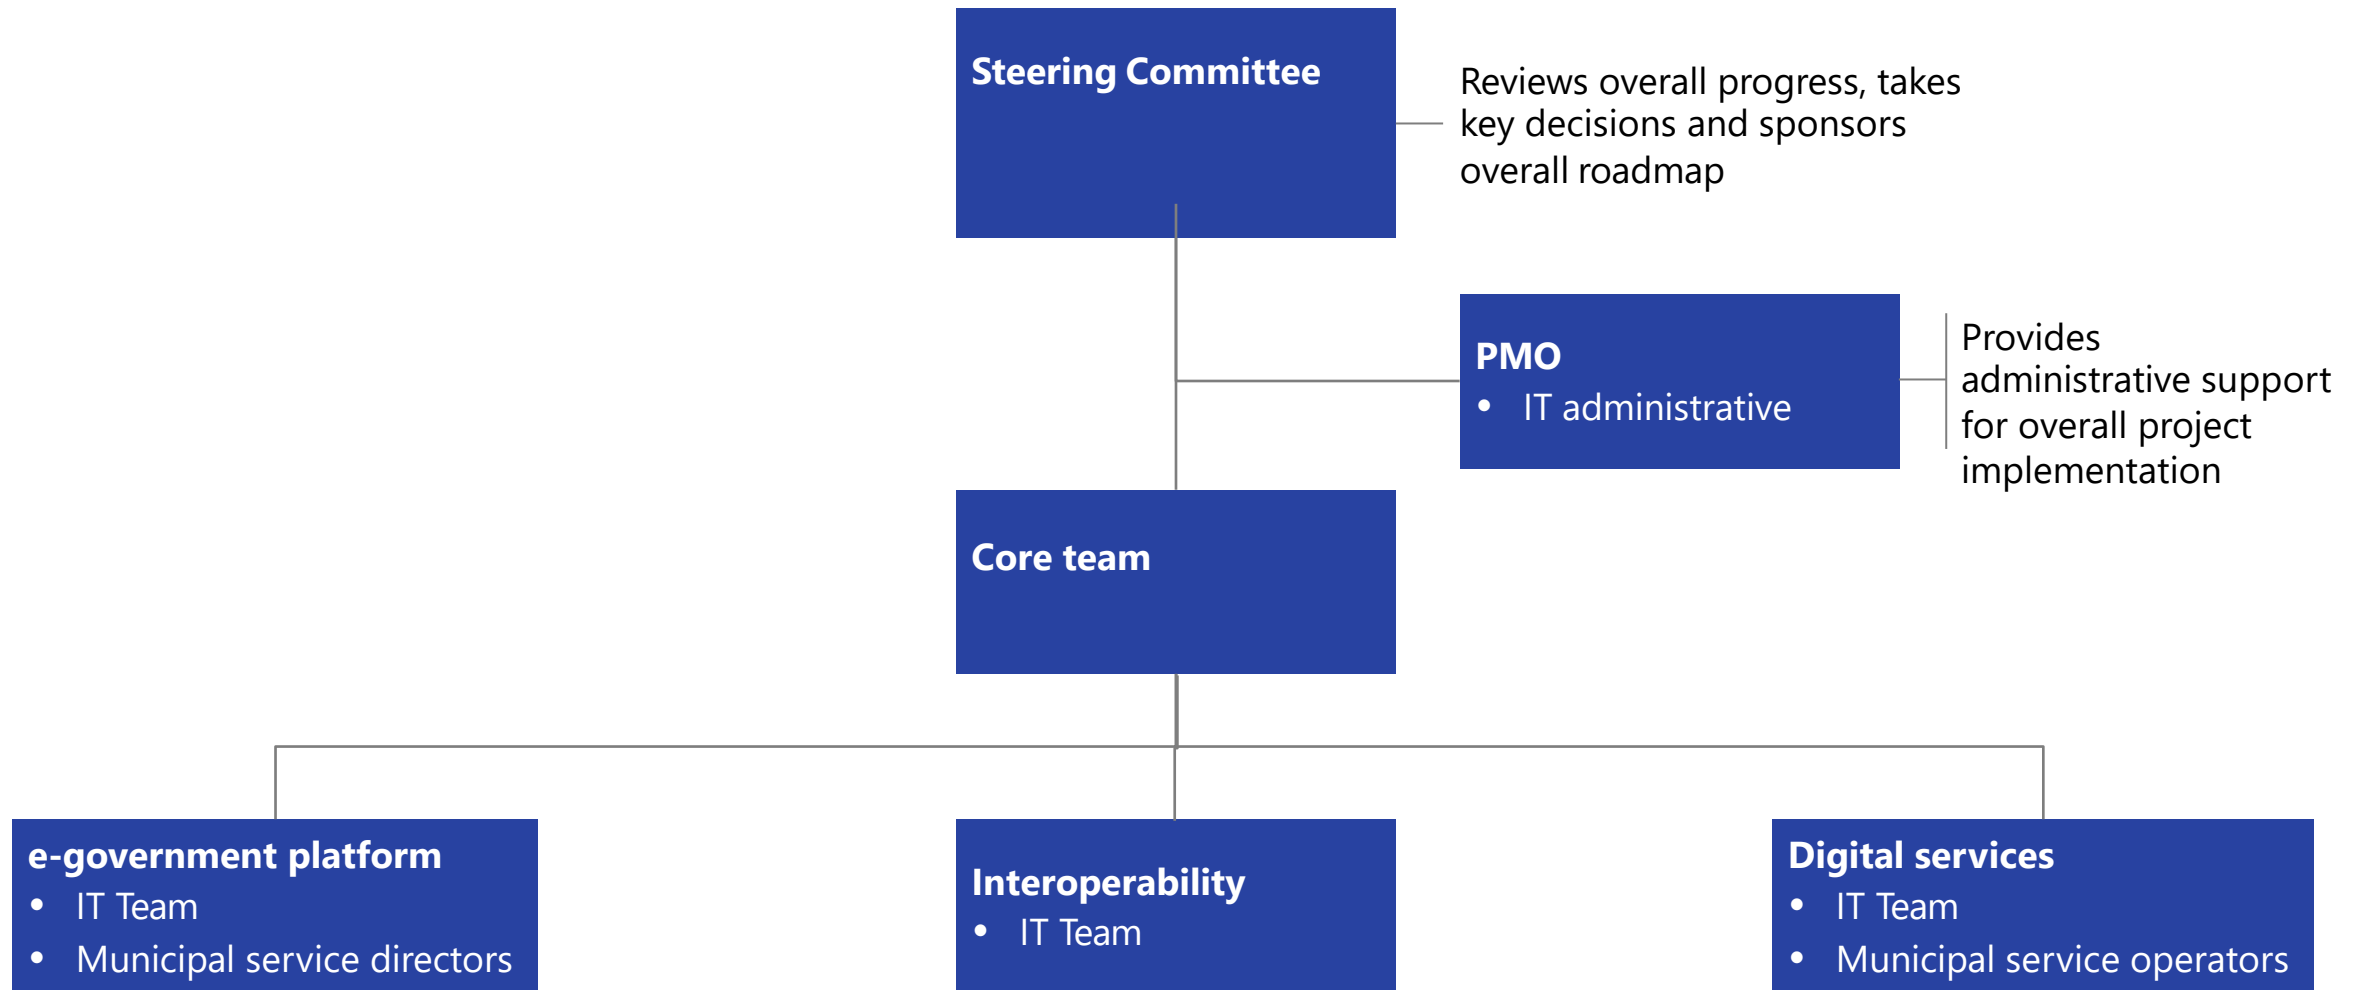 Steering Committee
Reviews overall progress, takes
key decisions and sponsors
overall roadmap
PMO
• IT administrative
Provides
administrative support
for overall project
implementation
Core team
e-government platform
• IT Team
• Municipal service directors
Interoperability
• IT Team
Digital services
• IT Team
• Municipal service operators